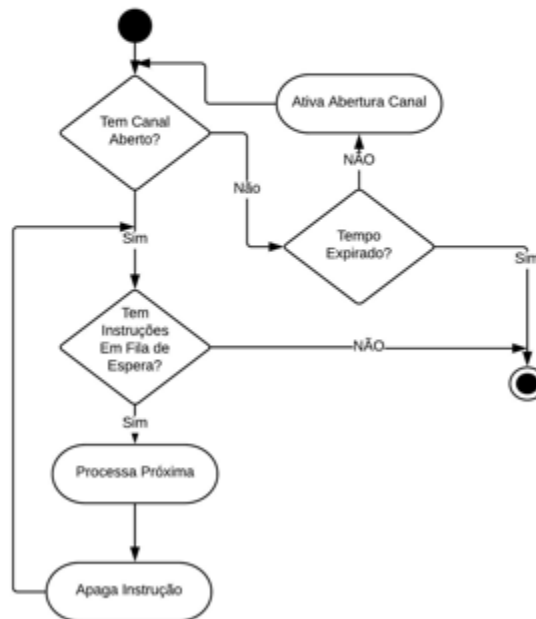 Ativa Abertura Canal
Tem Canal
Aberto?
NÃO
Não
Tempo
Expirado?
Sim
Sim
Tem
Instruções
Em Fila de
Espera?
NÃO
Sim
Processa Próxima
Apaga Instrução